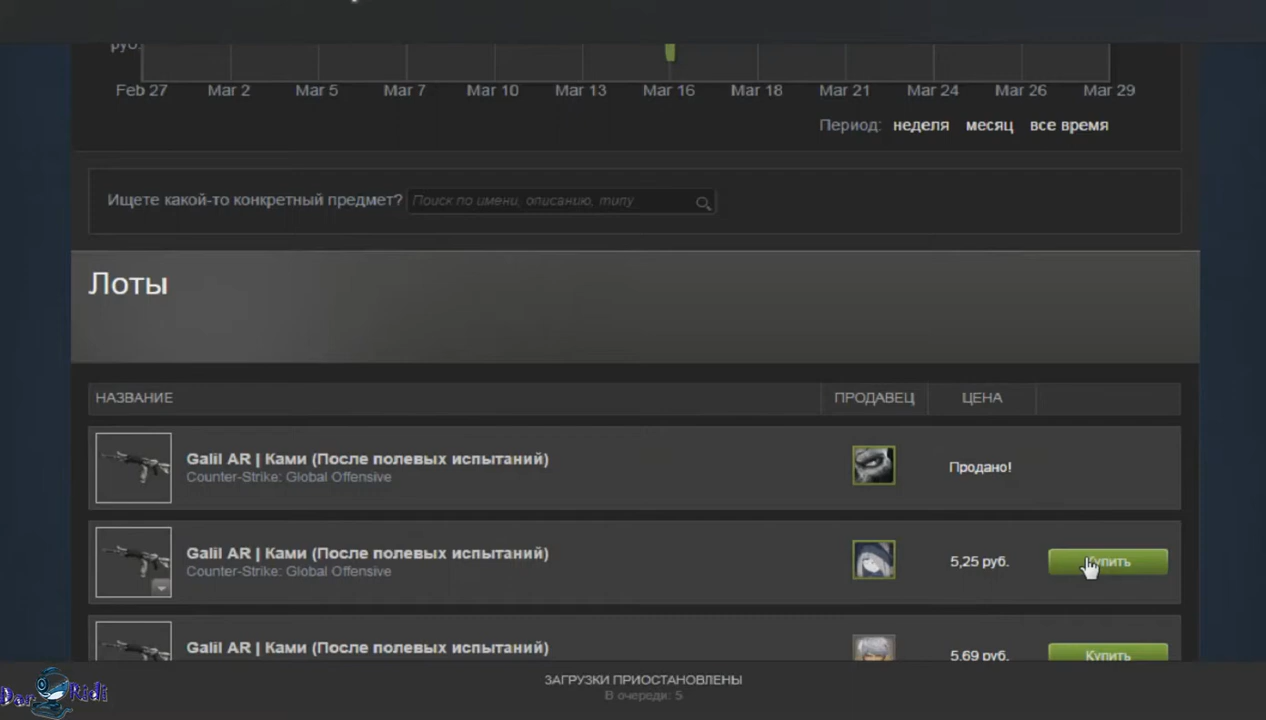 руб.
Feb 27 Mar 2 Mar 5 Mar 7 Mar 10 Mar 13 Mar 16 Mar 18 Mar 21 Mar 24 Mar 26 Mar 29
Период: неделя месяц все время
Ищете какой-то конкретный предмет? Поиск по имени, описанию, типу
Лоты
НАЗВАНИЕ ПРОДАВЕЦ ЦЕНА
Galil AR | Ками (После полевых испытаний)
Counter-Strike: Global Offensive
Продано!
Galil AR | Ками (После полевых испытаний)
Counter-Strike: Global Offensive
5,25 руб. Купить
Galil AR | Ками (После полевых испытаний)
5,69 руб. Купить
ЗАГРУЗКИ ПРИОСТАНОВЛЕНЫ
В очереди: 5
Dar Ridi